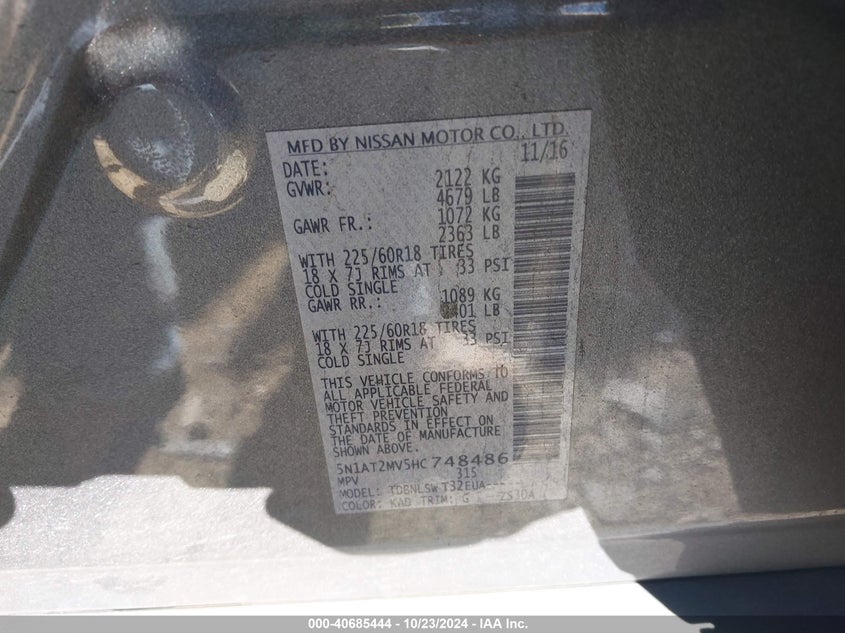 MFD BY NISSAN MOTOR CO., LTD.
DATE: 11/16
GVWR: 2122 KG
4679 LB
GAWR FR.: 1072 KG
2363 LB
WITH 225/60R18 TIRES
18 X 7J RIMS AT 33 PSI
COLD SINGLE
GAWR RR.: 1089 KG
401 LB
WITH 225/60R18 TIRES
18 X 7J RIMS AT 33 PSI
COLD SINGLE
THIS VEHICLE CONFORMS TO
ALL APPLICABLE FEDERAL
MOTOR VEHICLE SAFETY AND
THEFT PREVENTION
STANDARDS IN EFFECT ON
THE DATE OF MANUFACTURE
SHOWN ABOVE.
5N1AT2MV5HC748486
MPV 315
MODEL: TDBNLSW T32EUA---
COLOR: KAD TRIM: G
000-40685444 - 10/23/2024 - IAA Inc.